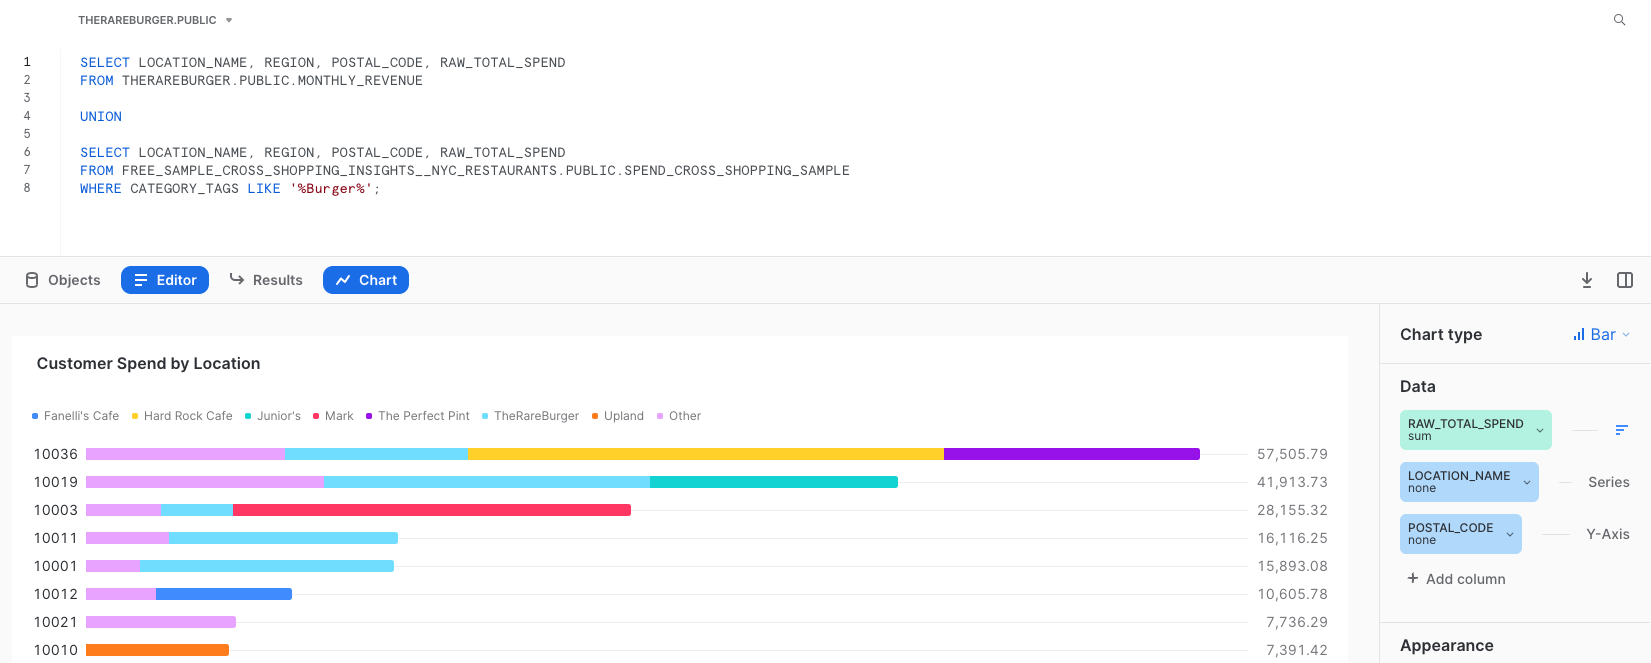 THERAREBURGER.PUBLIC
1 SELECT LOCATION_NAME, REGION, POSTAL_CODE, RAW_TOTAL_SPEND
2 FROM THERAREBURGER.PUBLIC.MONTHLY_REVENUE
3
4 UNION
5
6 SELECT LOCATION_NAME, REGION, POSTAL_CODE, RAW_TOTAL_SPEND
7 FROM FREE_SAMPLE_CROSS_SHOPPING_INSIGHTS__NYC_RESTAURANTS.PUBLIC.SPEND_CROSS_SHOPPING_SAMPLE
8 WHERE CATEGORY_TAGS LIKE '%Burger%';
Objects Editor Results Chart
Customer Spend by Location
Fanelli's Cafe Hard Rock Cafe Junior's Mark The Perfect Pint TheRareBurger Upland Other
10036 57,505.79
10019 41,913.73
10003 28,155.32
10011 16,116.25
10001 15,893.08
10012 10,605.78
10021 7,736.29
10010 7,391.42
Chart type Bar
Data
RAW_TOTAL_SPEND
sum
LOCATION_NAME
none
Series
POSTAL_CODE
none
Y-Axis
+ Add column
Appearance